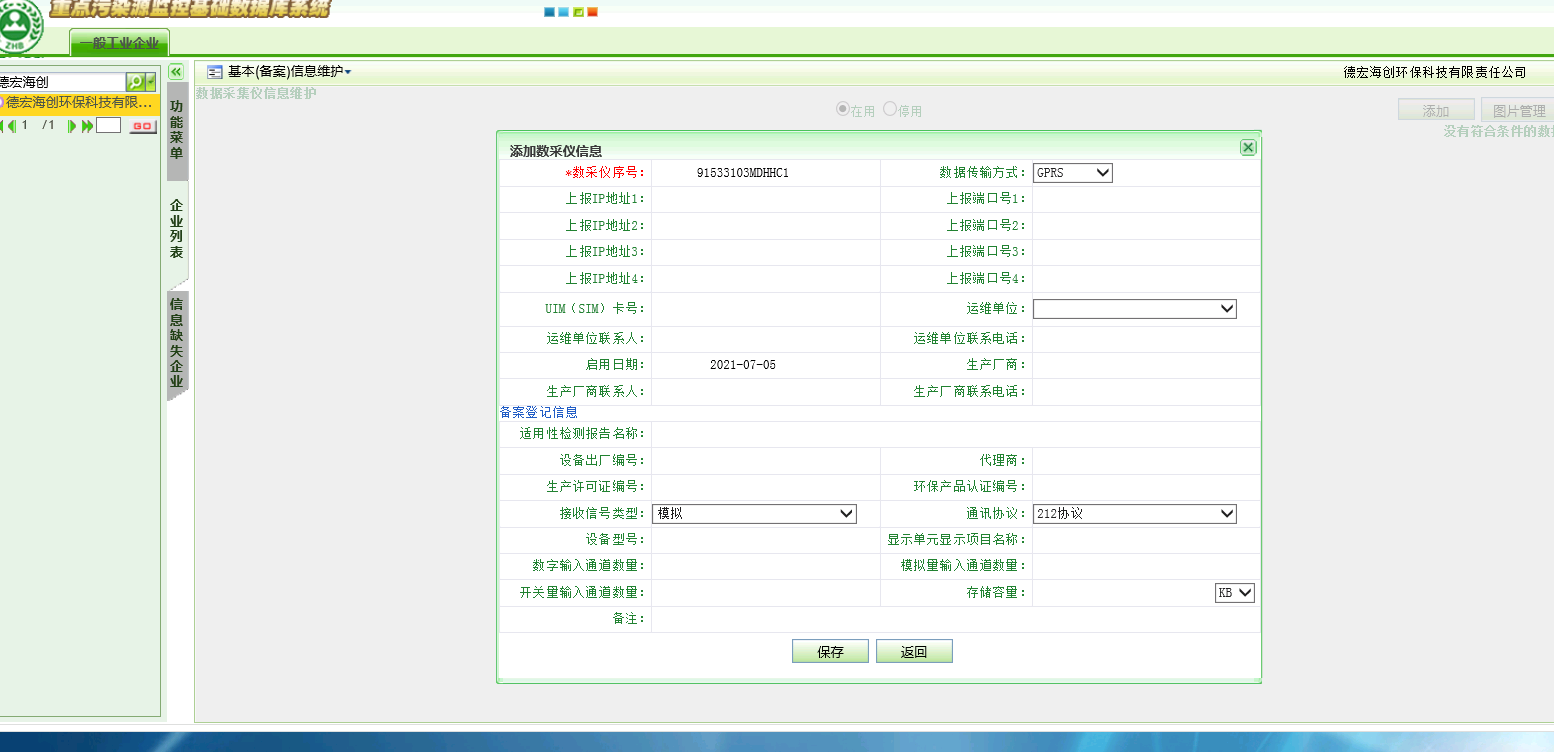 重点污染源监控基础数据库系统
ZHB
一般工业企业
德宏海创
德宏海创环保科技有限...
1 /1 GO
«
功能菜单
企业列表
信息缺失企业
基本(备案)信息维护
德宏海创环保科技有限责任公司
数据采集仪信息维护
在用 停用
添加 图片管理
没有符合条件的数
添加数采仪信息
*数采仪序号: 91533103MDHHC1 数据传输方式: GPRS
上报IP地址1: 上报端口号1:
上报IP地址2: 上报端口号2:
上报IP地址3: 上报端口号3:
上报IP地址4: 上报端口号4:
UIM（SIM）卡号: 运维单位:
运维单位联系人: 运维单位联系电话:
启用日期: 2021-07-05 生产厂商:
生产厂商联系人: 生产厂商联系电话:
备案登记信息
适用性检测报告名称:
设备出厂编号: 代理商:
生产许可证编号: 环保产品认证编号:
接收信号类型: 模拟 通讯协议: 212协议
设备型号: 显示单元显示项目名称:
数字输入通道数量: 模拟量输入通道数量:
开关量输入通道数量: 存储容量: KB
备注:
保存 返回